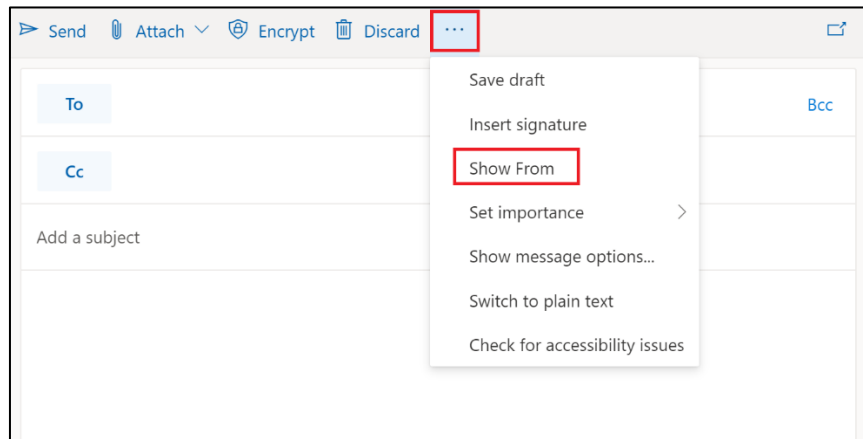 Send Attach Encrypt Discard ...
Save draft
To
Bcc
Insert signature
Cc
Show From
Set importance
Add a subject
Show message options...
Switch to plain text
Check for accessibility issues